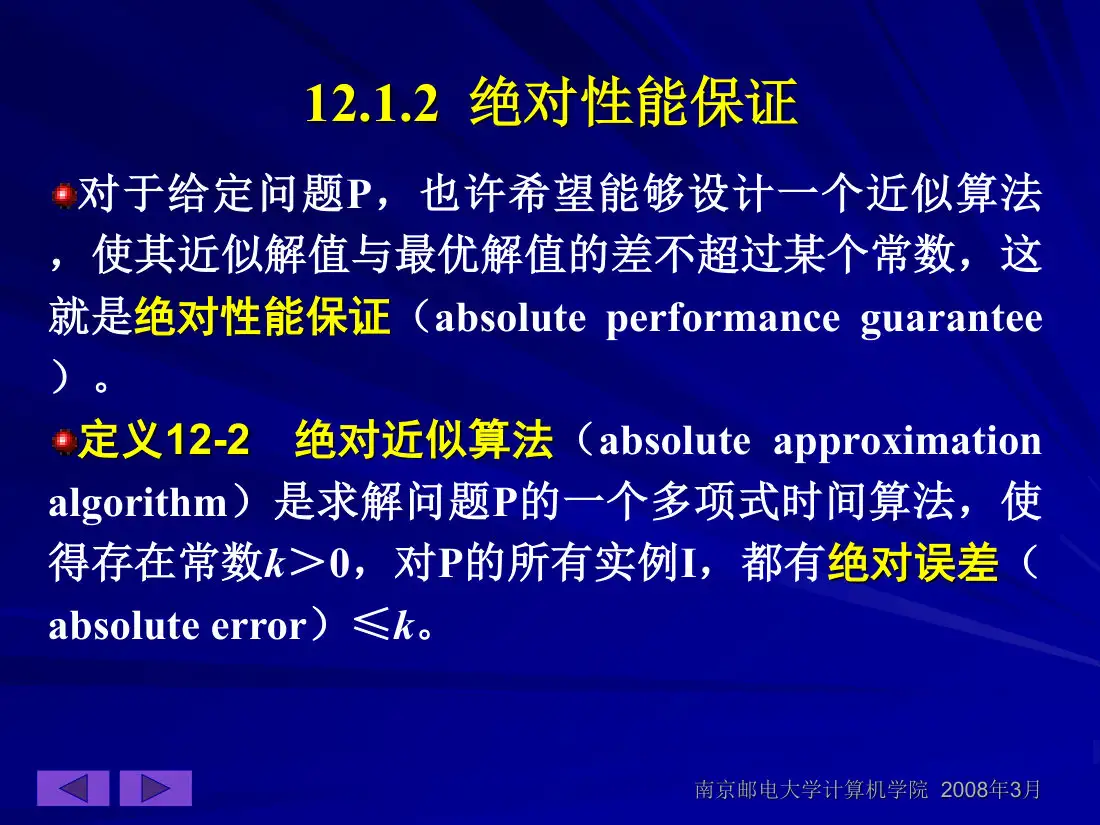 12.1.2 绝对性能保证
对于给定问题P，也许希望能够设计一个近似算法
，使其近似解值与最优解值的差不超过某个常数，这
就是绝对性能保证（absolute performance guarantee
）。
定义12-2 绝对近似算法（absolute approximation
algorithm）是求解问题P的一个多项式时间算法，使
得存在常数k＞0，对P的所有实例I，都有绝对误差（
absolute error）≤k。
南京邮电大学计算机学院 2008年3月